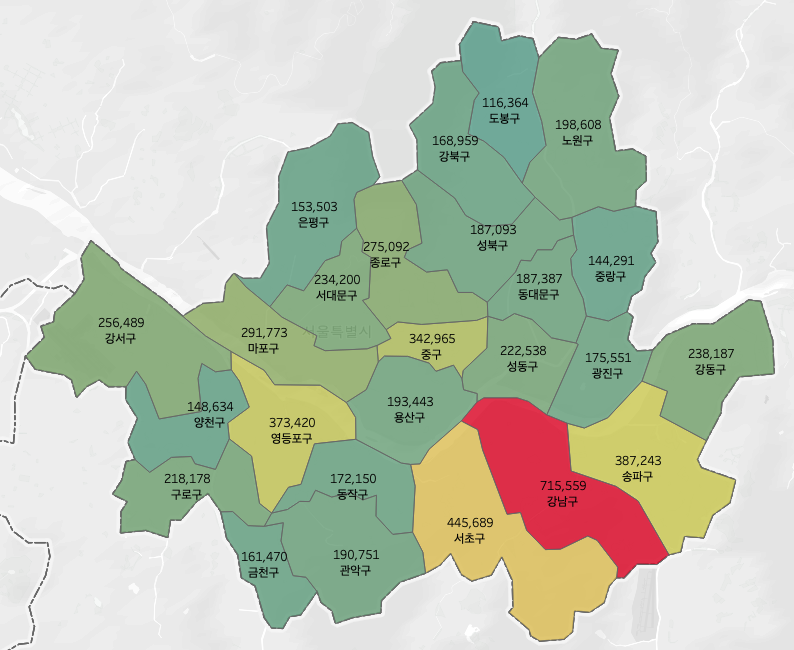 116,364
도봉구
198,608
노원구
168,959
강북구
153,503
은평구
187,093
성북구
275,092
종로구
144,291
중랑구
234,200
서대문구
187,387
동대문구
256,489
강서구
291,773
마포구
서울특별시
342,965
중구
222,538
성동구
175,551
광진구
238,187
강동구
148,634
양천구
193,443
용산구
373,420
영등포구
387,243
송파구
218,178
구로구
172,150
동작구
715,559
강남구
445,689
서초구
161,470
금천구
190,751
관악구